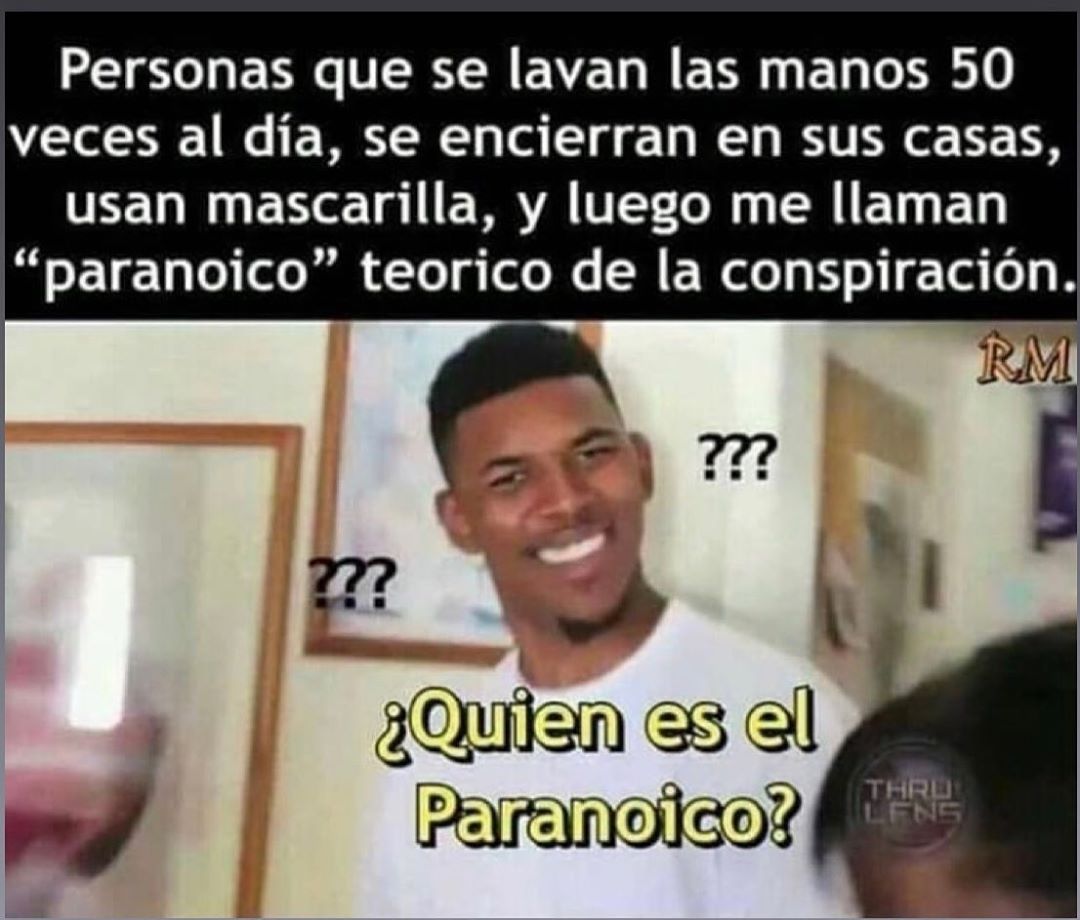 Personas que se lavan las manos 50
veces al día, se encierran en sus casas,
usan mascarilla, y luego me llaman
“paranoico” teorico de la conspiración.
RM
???
???
¿Quien es el
Paranoico?
THRU
LENS